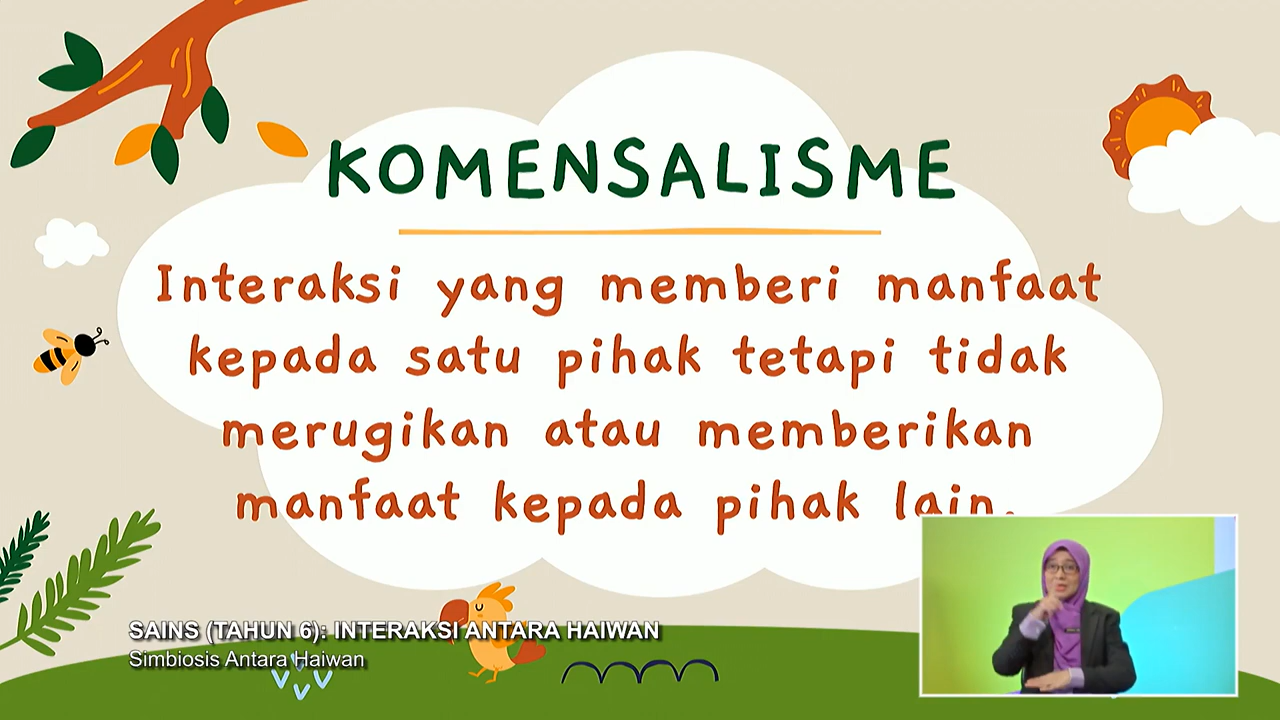 KOMENSALISME
Interaksi yang memberi manfaat
kepada satu pihak tetapi tidak
merugikan atau memberikan
manfaat kepada pihak lain.
SAINS (TAHUN 6): INTERAKSI ANTARA HAIWAN
Simbiosis Antara Haiwan